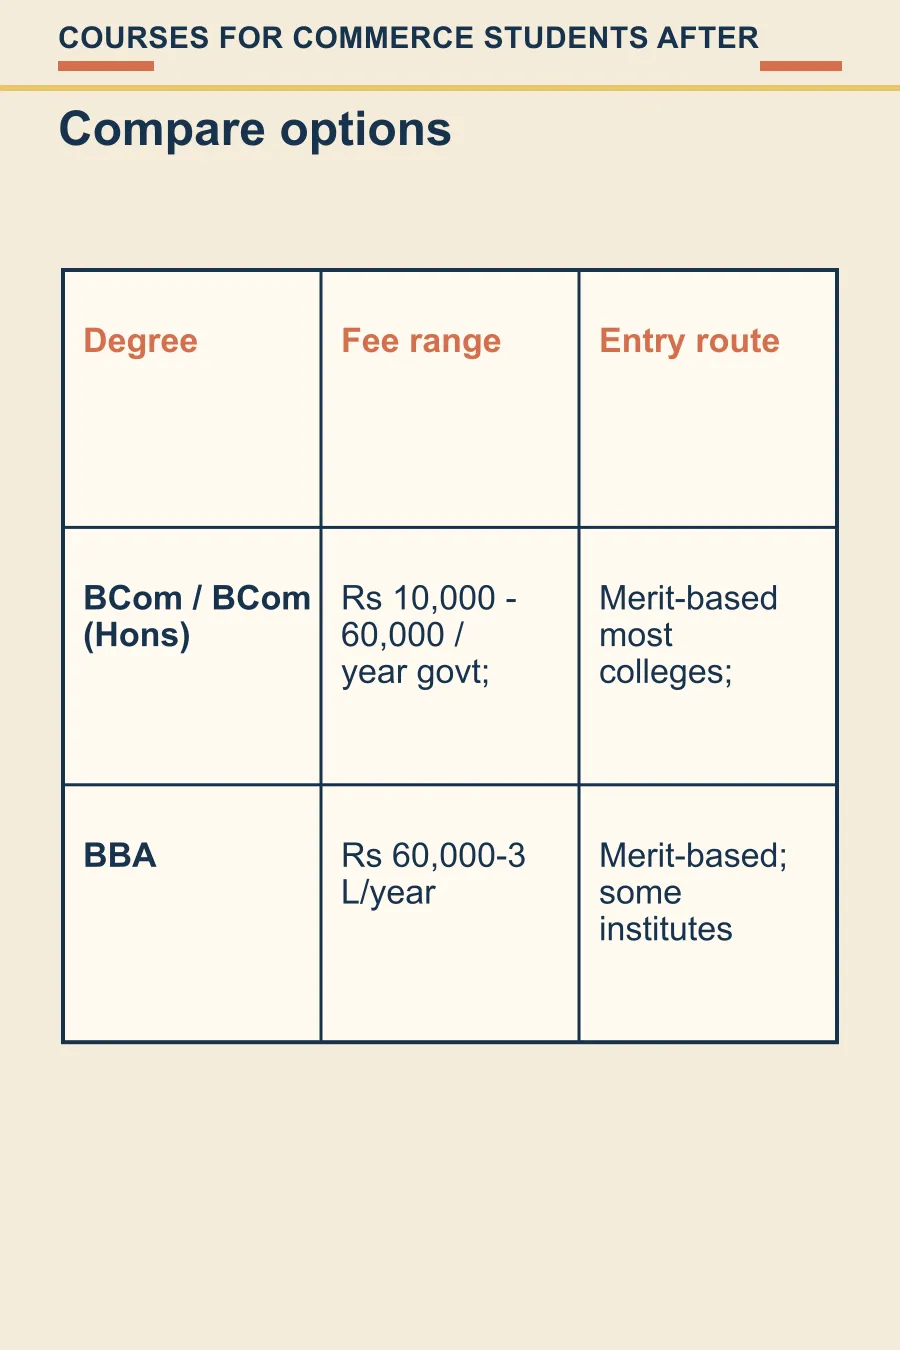 COURSES FOR COMMERCE STUDENTS AFTER
Compare options
Degree
Fee range
Entry route
BCom / BCom
(Hons)
Rs 10,000 -
60,000 /
year govt;
Merit-based
most
colleges;
BBA
Rs 60,000-3
L/year
Merit-based;
some
institutes